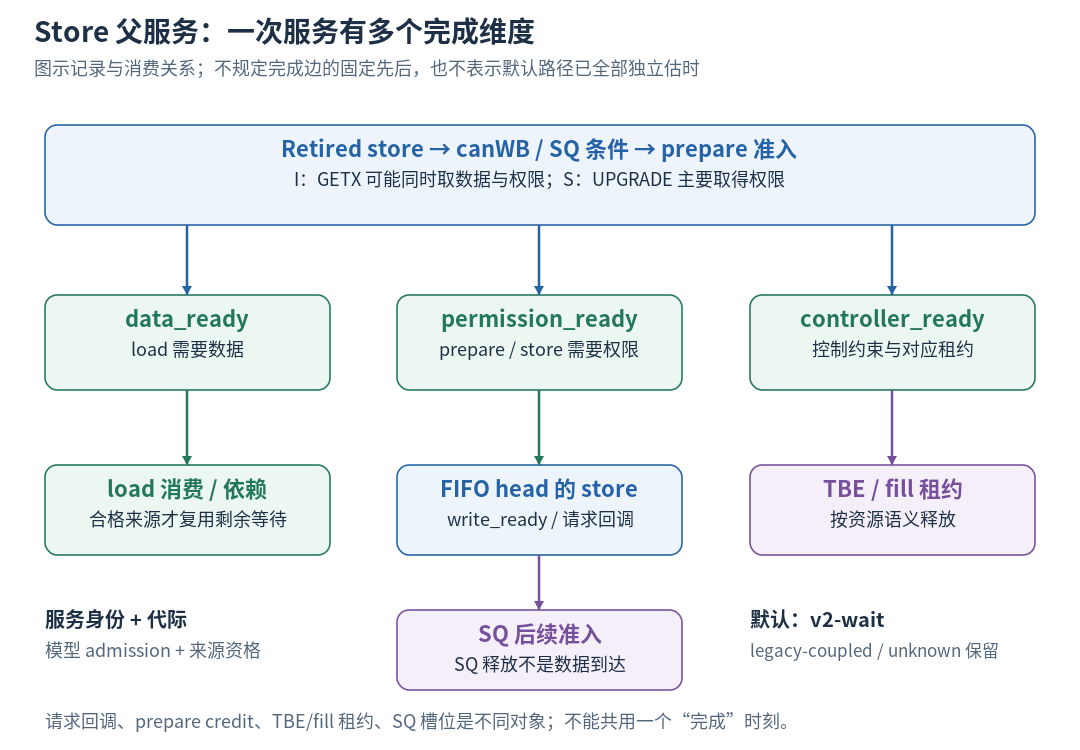 Store 父服务：一次服务有多个完成维度
图示记录与消费关系；不规定完成边的固定先后，也不表示默认路径已全部独立估时
Retired store → canWB / SQ 条件 → prepare 准入
I：GETX 可能同时取数据与权限；S：UPGRADE 主要取得权限
data_ready
load 需要数据
permission_ready
prepare / store 需要权限
controller_ready
控制约束与对应租约
load 消费 / 依赖
合格来源才复用剩余等待
FIFO head 的 store
write_ready / 请求回调
TBE / fill 租约
按资源语义释放
服务身份 + 代际
模型 admission + 来源资格
SQ 后续准入
SQ 释放不是数据到达
默认：v2-wait
legacy-coupled / unknown 保留
请求回调、prepare credit、TBE/fill 租约、SQ 槽位是不同对象；不能共用一个“完成”时刻。